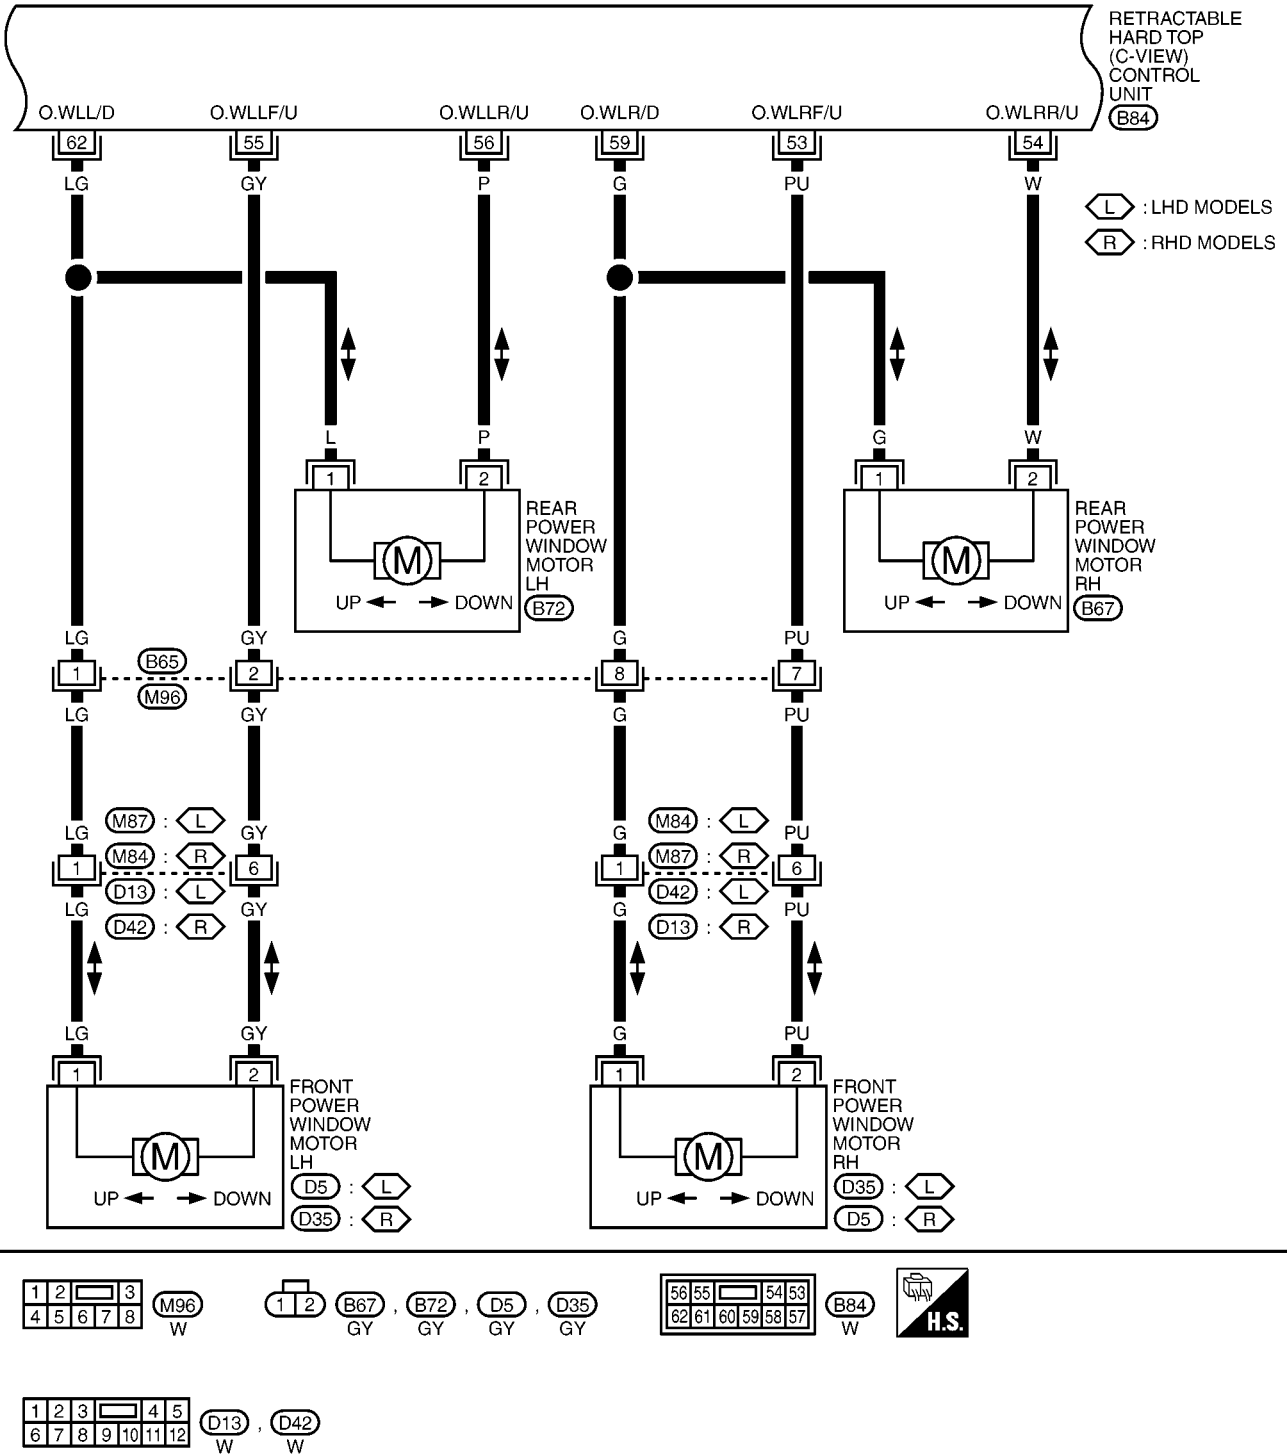 RETRACTABLE
HARD TOP
(C-VIEW)
CONTROL
UNIT
B84
O.WLL/D O.WLLF/U O.WLLR/U O.WLR/D O.WLRF/U O.WLRR/U
62 55 56 59 53 54
LG GY P G PU W
L : LHD MODELS
R : RHD MODELS
L P G W
1 2 1 2
REAR
POWER
WINDOW
MOTOR
LH
B72
M
UP DOWN
REAR
POWER
WINDOW
MOTOR
RH
B67
M
UP DOWN
LG GY G PU
1 B65 2 8 7
M96
LG GY G PU
M87 : L M84 : L
LG GY G PU
M84 : R M87 : R
1 6 1 6
D13 : L D42 : L
LG GY G PU
D42 : R D13 : R
LG GY G PU
1 2 1 2
FRONT
POWER
WINDOW
MOTOR
LH
D5 : L
D35 : R
M
UP DOWN
FRONT
POWER
WINDOW
MOTOR
RH
D35 : L
D5 : R
M
UP DOWN
1 2 3
4 5 6 7 8
M96
W
1 2
B67 , B72 , D5 , D35
GY GY GY GY
56 55 54 53
62 61 60 59 58 57
B84
W
H.S.
1 2 3 4 5
6 7 8 9 10 11 12
D13 , D42
W W